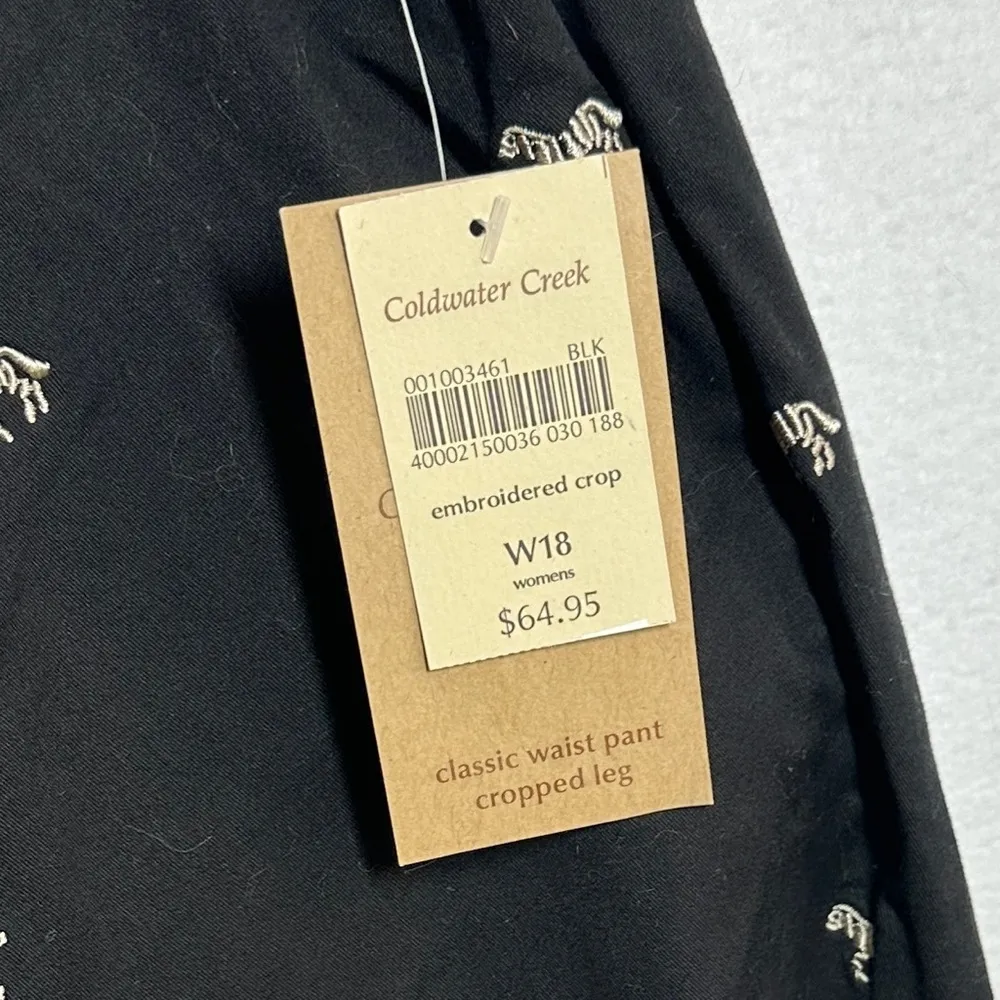 Coldwater Creek
001003461 BLK
40002150036 030 188
embroidered crop
W18
womens
$64.95
C
classic waist pant
cropped leg